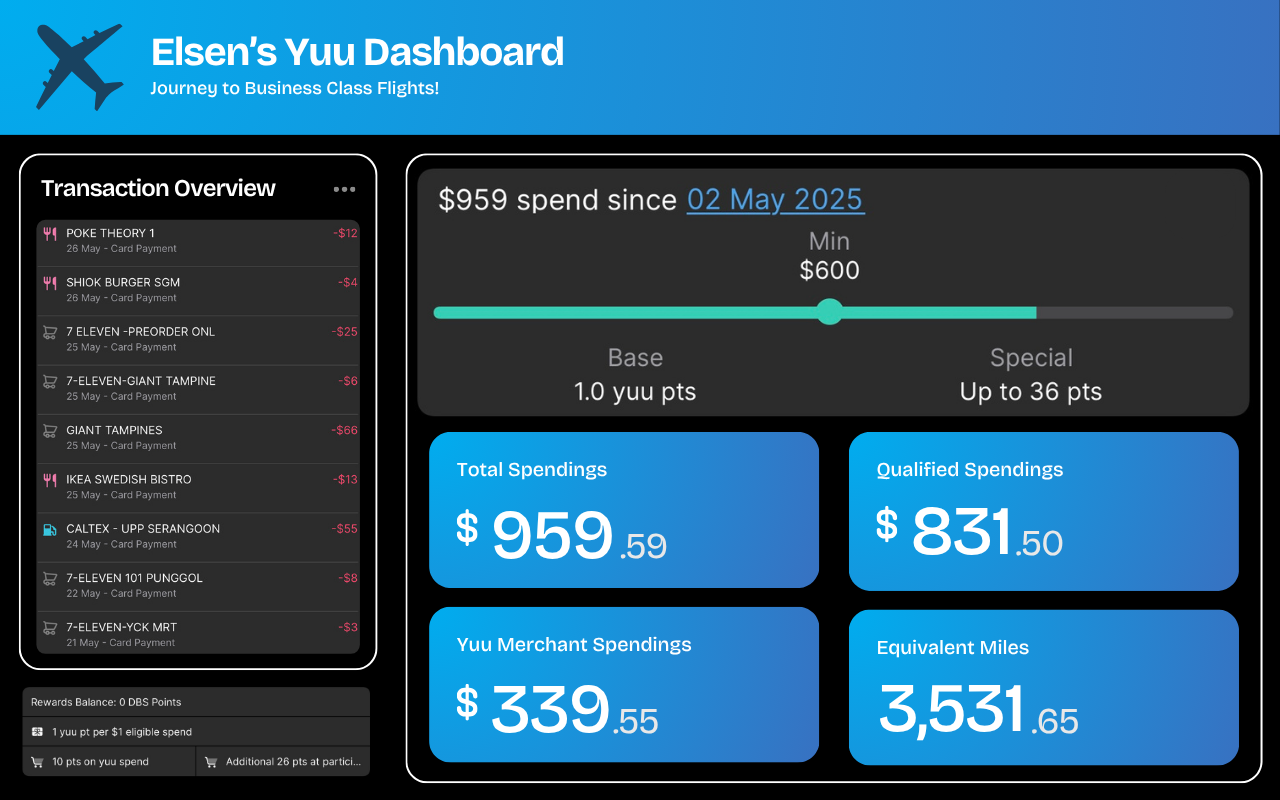 Elsen's Yuu Dashboard
Journey to Business Class Flights!
Transaction Overview
POKE THEORY 1
-$12
26 May - Card Payment
SHIOK BURGER SGM
-$4
26 May - Card Payment
7 ELEVEN -PREORDER ONL
-$25
25 May - Card Payment
7-ELEVEN-GIANT TAMPINE
-$6
25 May - Card Payment
GIANT TAMPINES
-$66
25 May - Card Payment
IKEA SWEDISH BISTRO
-$13
25 May - Card Payment
CALTEX - UPP SERANGOON
-$55
24 May - Card Payment
7-ELEVEN 101 PUNGGOL
-$8
22 May - Card Payment
7-ELEVEN-YCK MRT
-$3
21 May - Card Payment
Rewards Balance: 0 DBS Points
1 yuu pt per $1 eligible spend
10 pts on yuu spend
Additional 26 pts at partici...
$959 spend since 02 May 2025
Min
$600
Base
1.0 yuu pts
Special
Up to 36 pts
Total Spendings
$ 959.59
Qualified Spendings
$ 831.50
Yuu Merchant Spendings
$ 339.55
Equivalent Miles
3,531.65